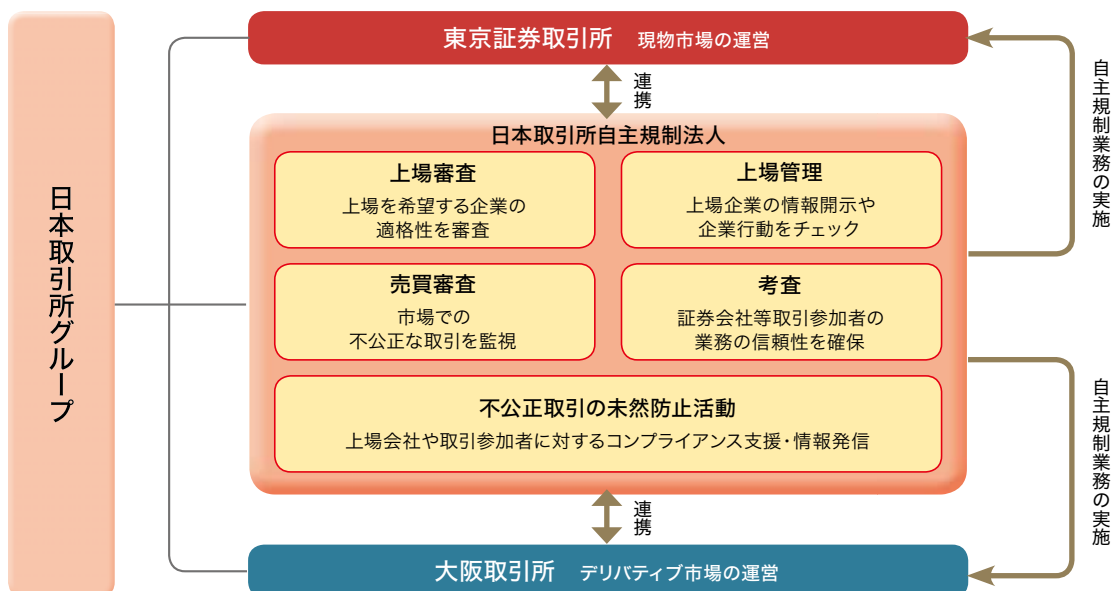 日本取引所グループ
東京証券取引所 現物市場の運営
連携
日本取引所自主規制法人
上場審査
上場を希望する企業の
適格性を審査
上場管理
上場企業の情報開示や
企業行動をチェック
売買審査
市場での
不公正な取引を監視
考査
証券会社等取引参加者の
業務の信頼性を確保
不公正取引の未然防止活動
上場会社や取引参加者に対するコンプライアンス支援・情報発信
連携
大阪取引所 デリバティブ市場の運営
自主規制業務の実施
自主規制業務の実施